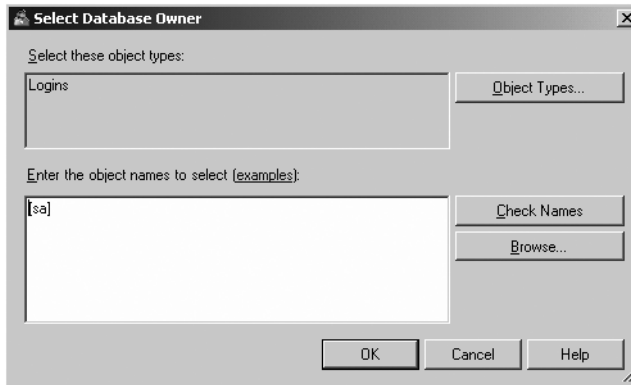 Select Database Owner
Select these object types:
Logins
Object Types...
Enter the object names to select (examples):
[sa]
Check Names
Browse...
OK
Cancel
Help